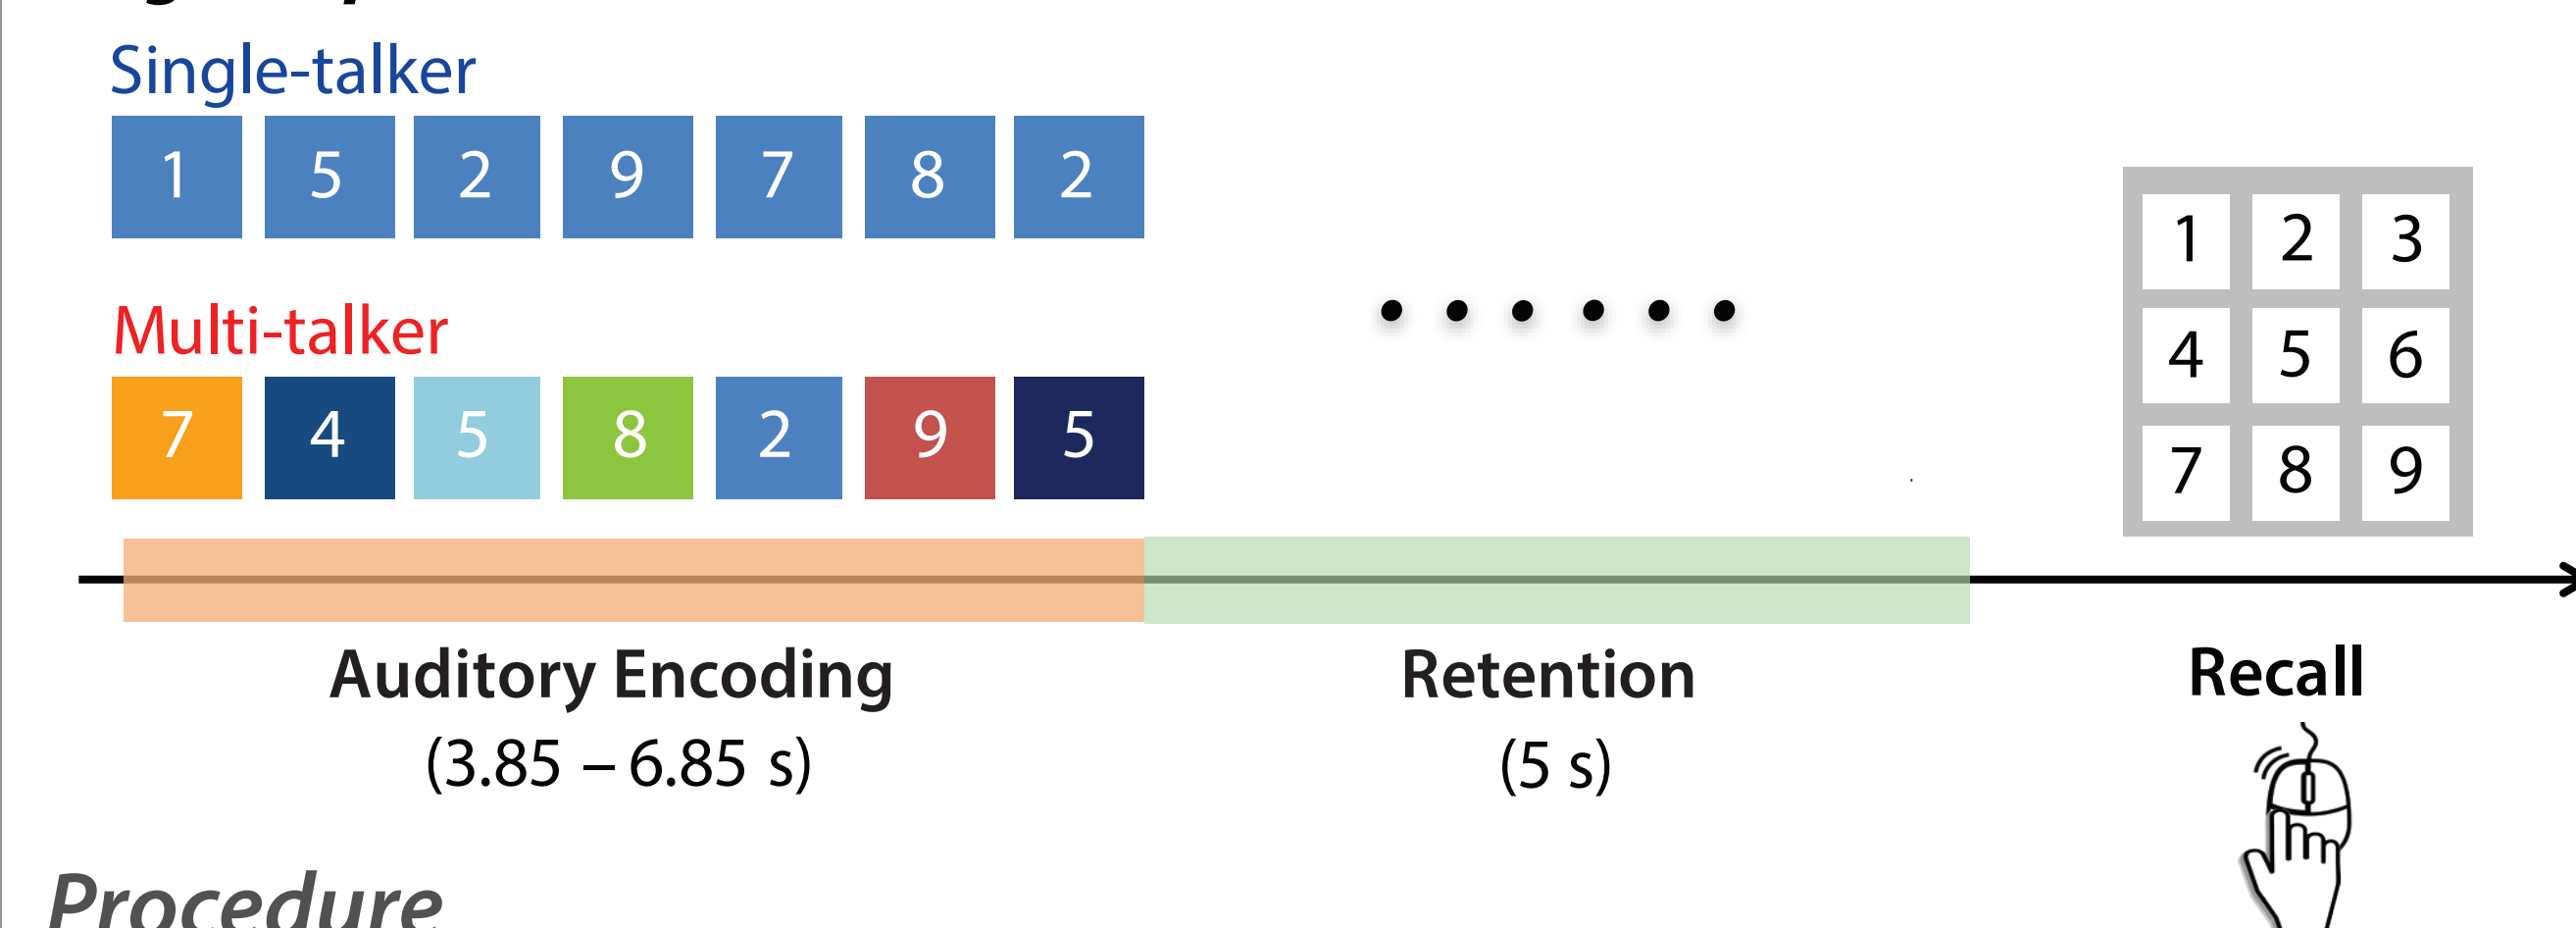 Single-talker
1 5 2 9 7 8 2
Multi-talker
7 4 5 8 2 9 5
1 2 3
4 5 6
7 8 9
Auditory Encoding
(3.85 – 6.85 s)
Retention
(5 s)
Recall
Procedure